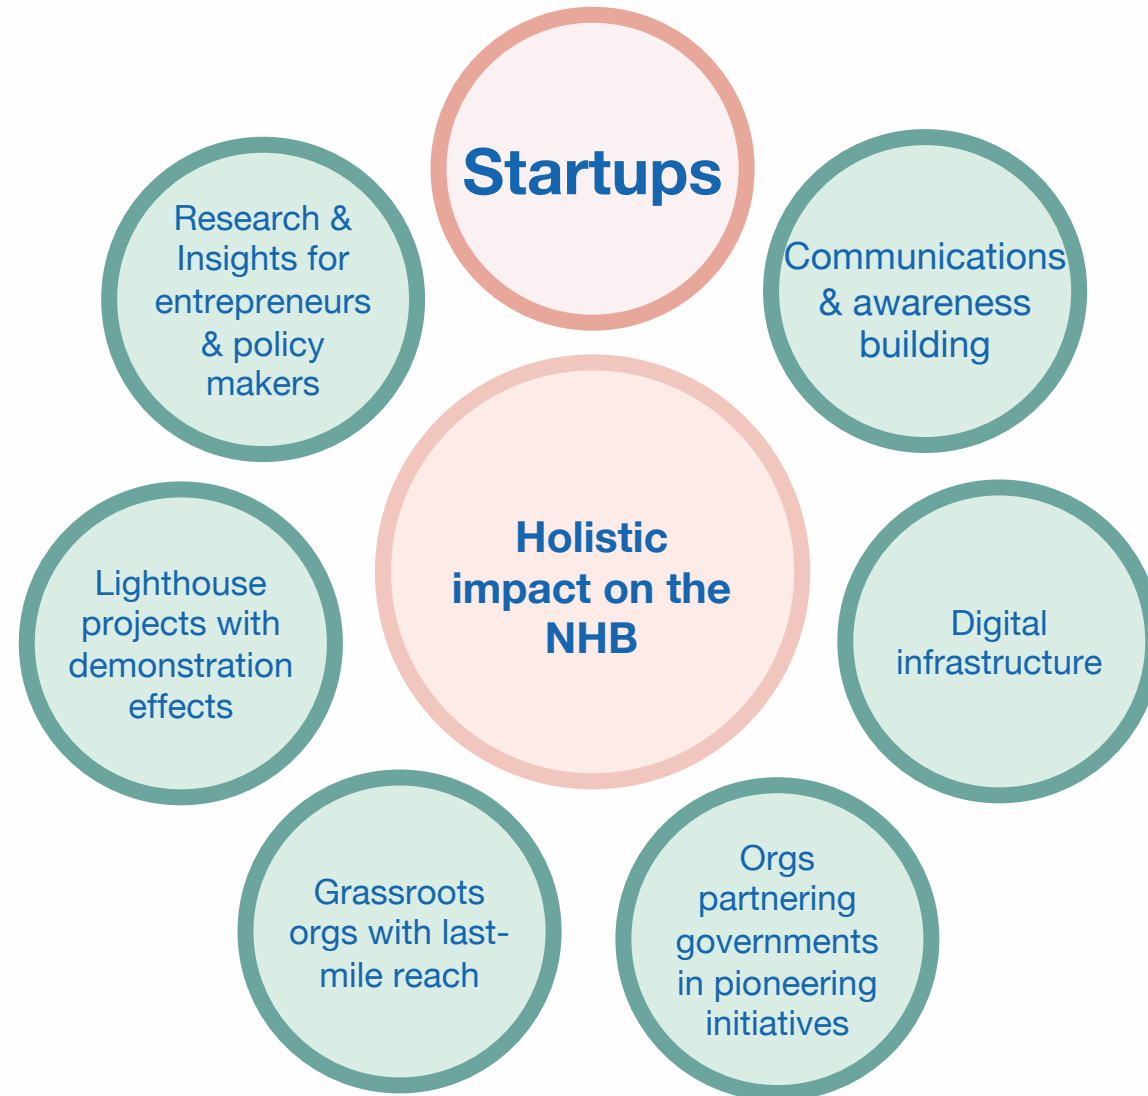 Startups
Communications
& awareness
building
Digital
infrastructure
Orgs
partnering
governments
in pioneering
initiatives
Grassroots
orgs with last-
mile reach
Lighthouse
projects with
demonstration
effects
Research &
Insights for
entrepreneurs
& policy
makers
Holistic
impact on the
NHB